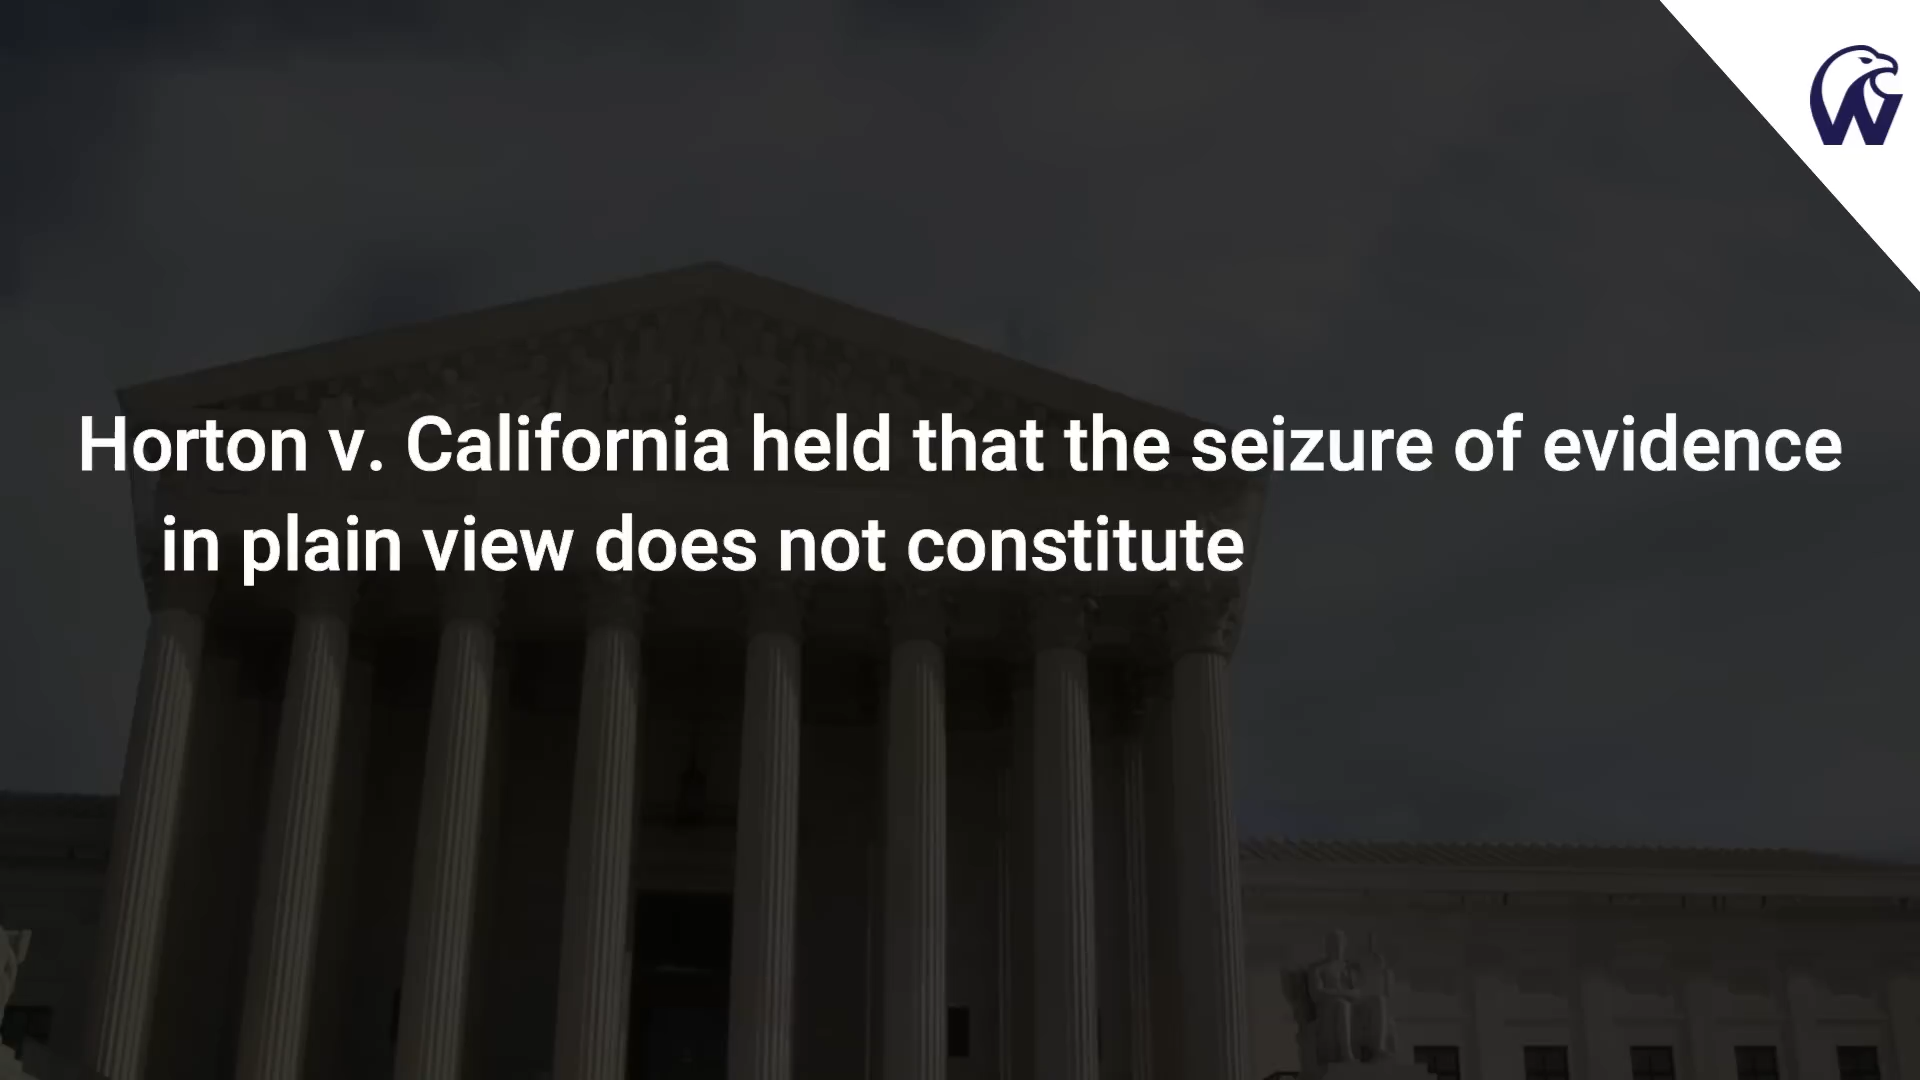 Horton v. California held that the seizure of evidence
in plain view does not constitute